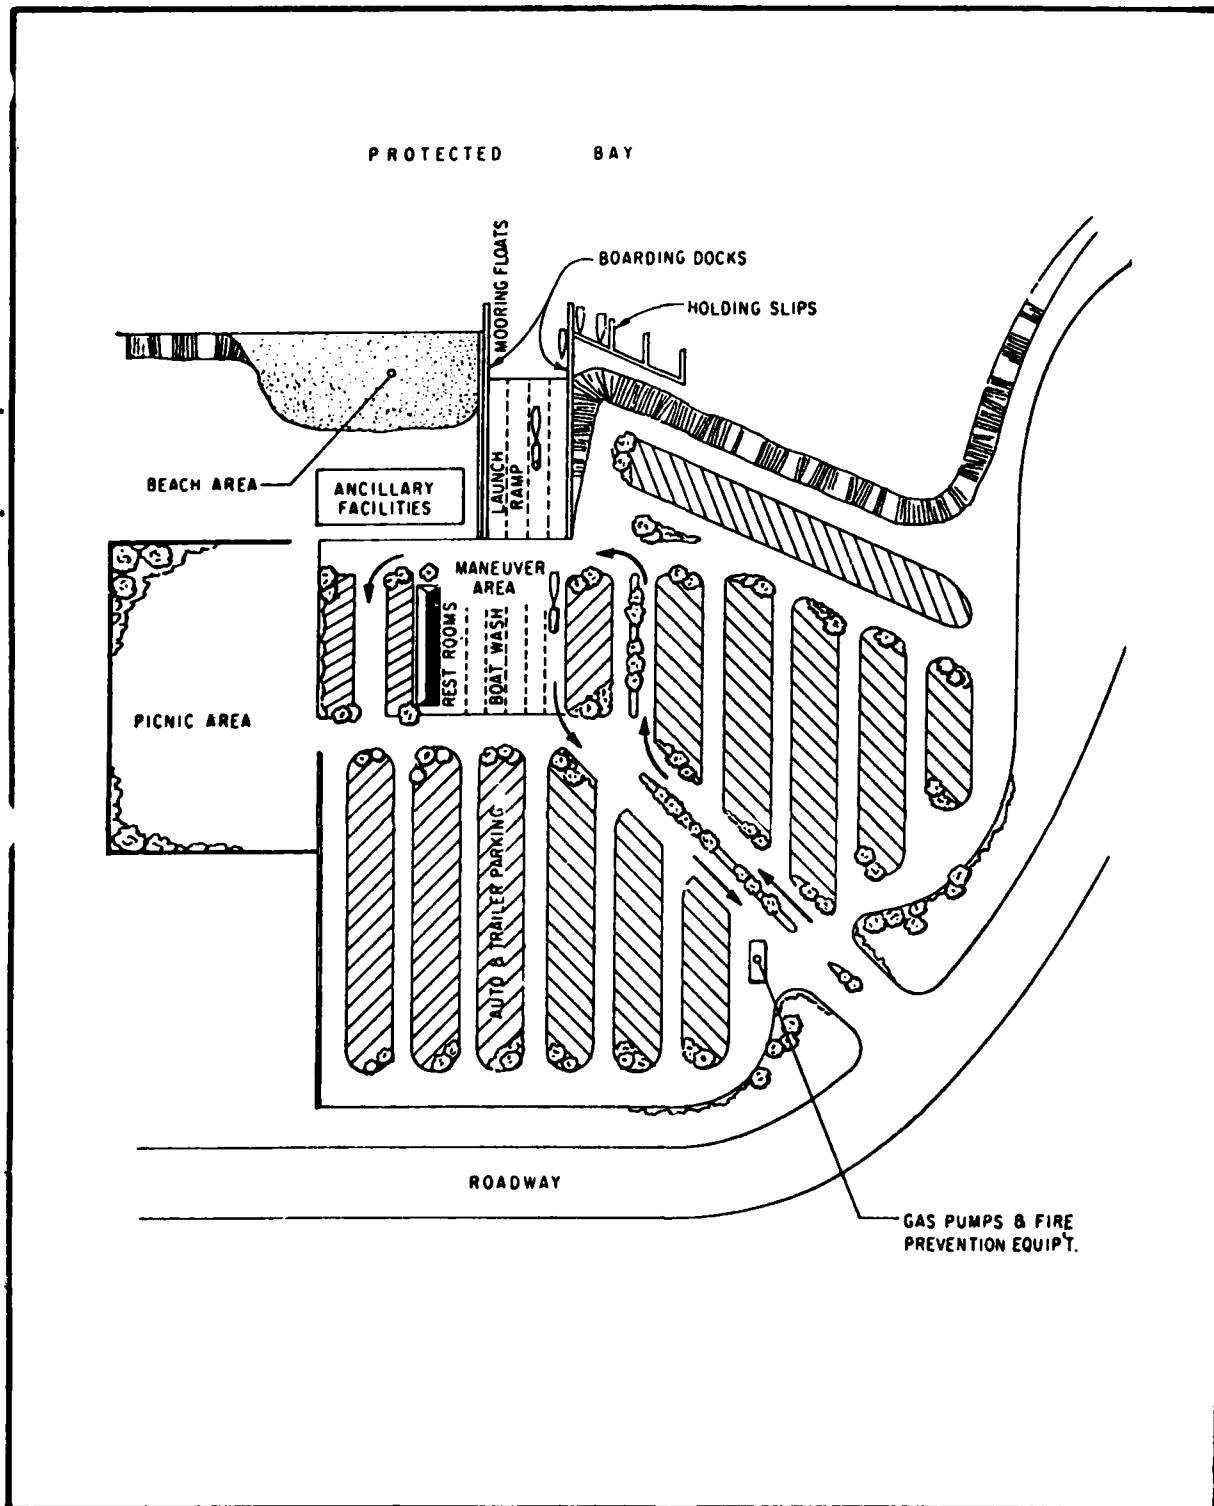 PROTECTED BAY
MOORING FLOATS
BOARDING DOCKS
HOLDING SLIPS
BEACH AREA
ANCILLARY
FACILITIES
LAUNCH
RAMP
MANEUVER
AREA
REST ROOMS
BOAT WASH
PICNIC AREA
AUTO & TRAILER PARKING
ROADWAY
GAS PUMPS & FIRE
PREVENTION EQUIP'T.